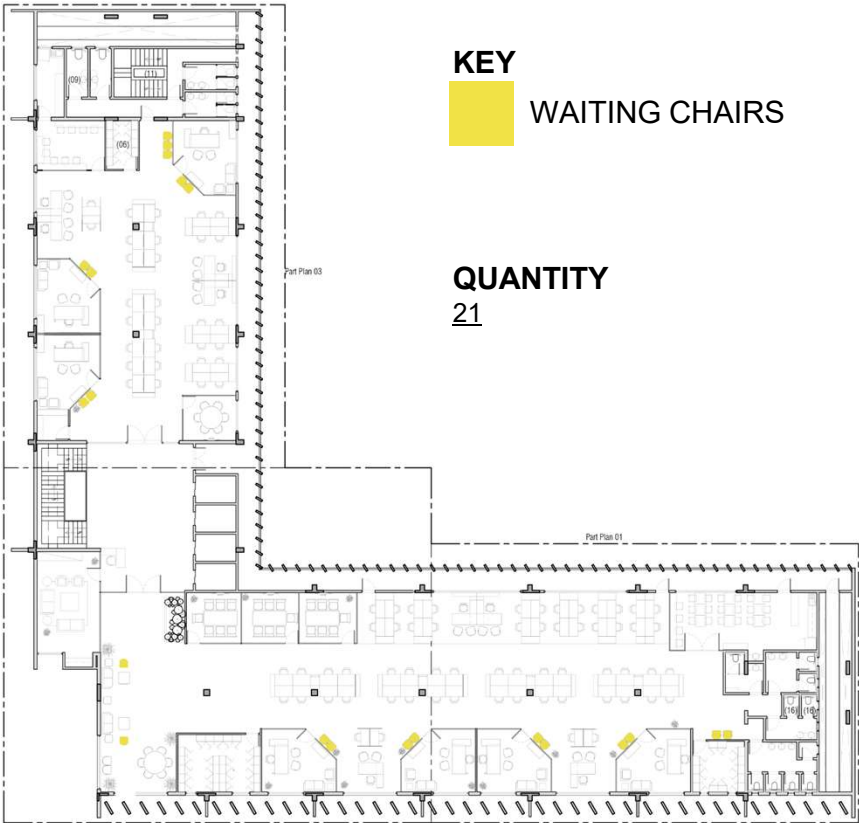 KEY
WAITING CHAIRS
QUANTITY
21
(11)
(09)
(06)
Part Plan 03
Part Plan 01
(16) (16)